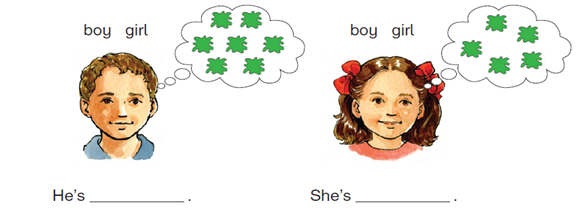 boy girl
boy girl
He's __________ .
She's __________ .